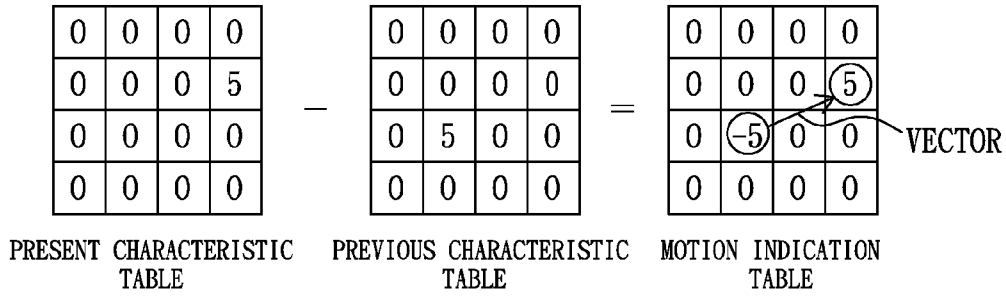 0 0 0 0 0 0 0 0 0 0 0 0
0 0 0 5 0 0 0 0 0 0 0 5
− =
0 0 0 0 0 5 0 0 0 -5 0 0
VECTOR
0 0 0 0 0 0 0 0 0 0 0 0
PRESENT CHARACTERISTIC PREVIOUS CHARACTERISTIC MOTION INDICATION
TABLE TABLE TABLE